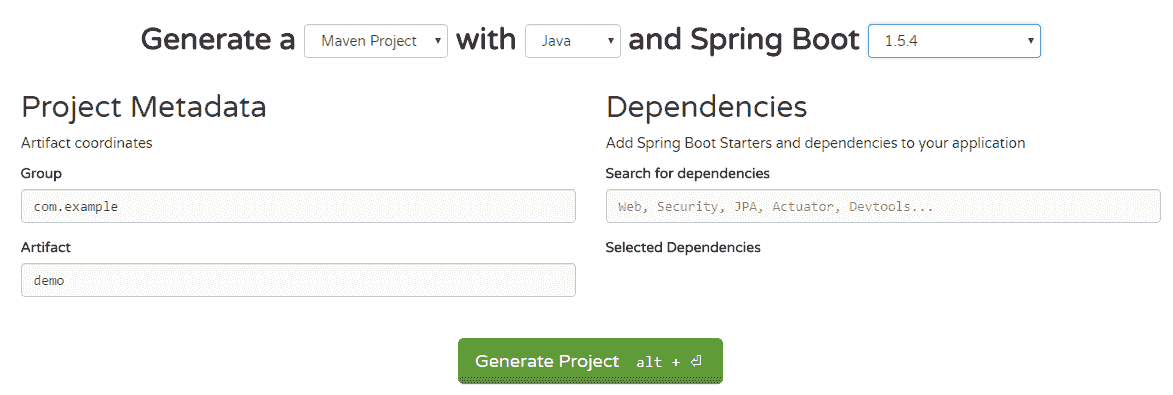 Generate a Maven Project with Java and Spring Boot 1.5.4
Project Metadata
Artifact coordinates
Group
com.example
Artifact
demo
Dependencies
Add Spring Boot Starters and dependencies to your application
Search for dependencies
Web, Security, JPA, Actuator, Devtools...
Selected Dependencies
Generate Project alt + ⏎